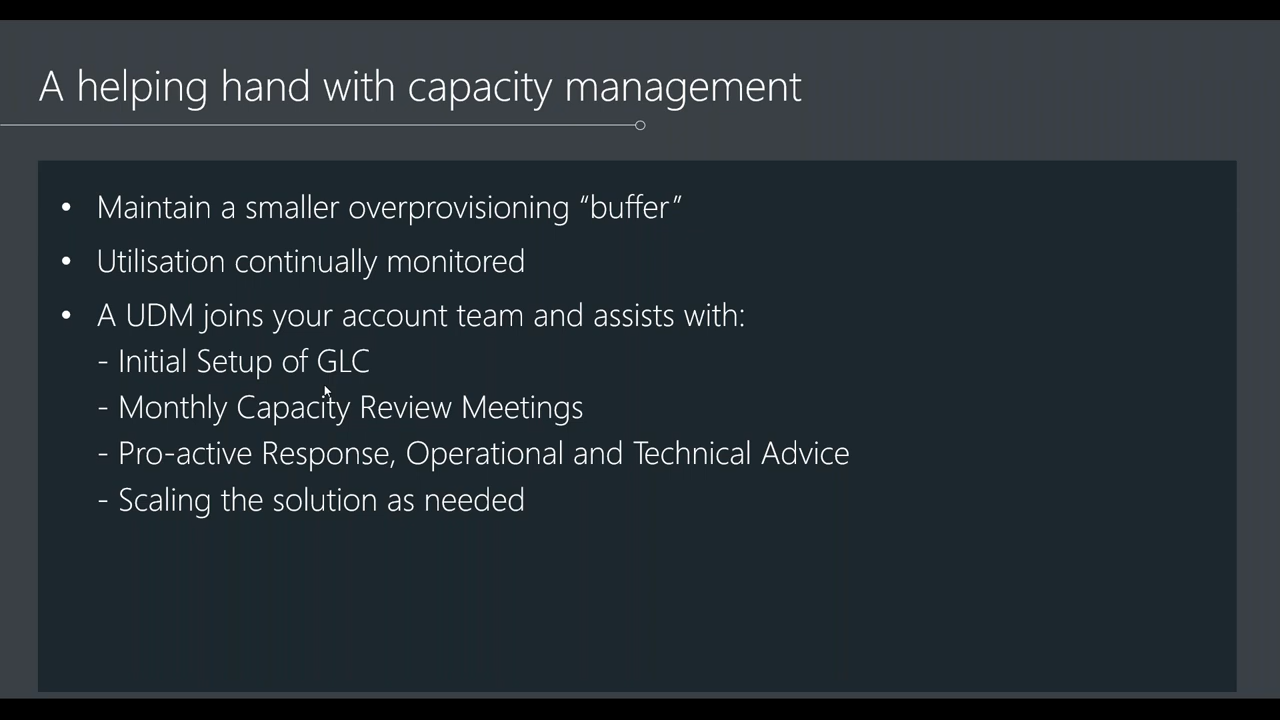 A helping hand with capacity management
• Maintain a smaller overprovisioning “buffer”
• Utilisation continually monitored
• A UDM joins your account team and assists with:
- Initial Setup of GLC
- Monthly Capacity Review Meetings
- Pro-active Response, Operational and Technical Advice
- Scaling the solution as needed